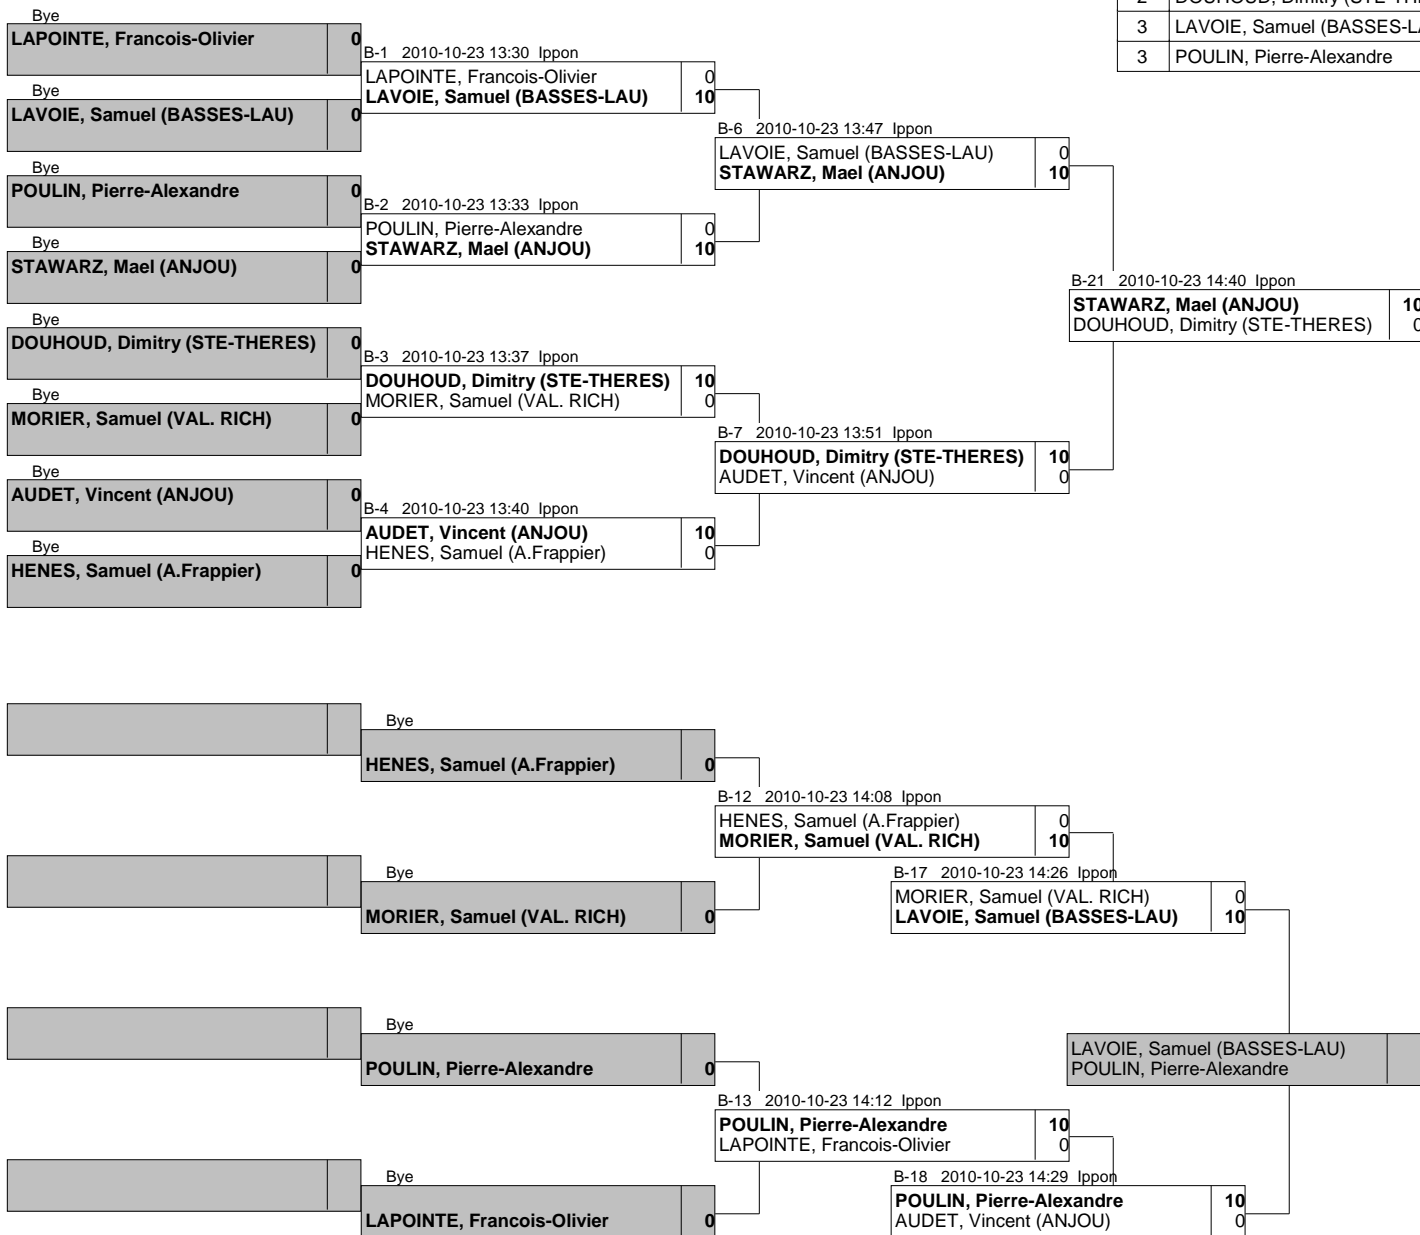 2 DOUHOUD, Dimitry
3 LAVOIE, Samuel
3 POULIN, Pierre-Alexandre
Bye
LAPOINTE, Francois-Olivier 0
Bye
LAVOIE, Samuel (BASSES-LAU) 0
Bye
POULIN, Pierre-Alexandre 0
Bye
STAWARZ, Mael (ANJOU) 0
Bye
DOUHOUD, Dimitry (STE-THERES) 0
Bye
MORIER, Samuel (VAL. RICH) 0
Bye
AUDET, Vincent (ANJOU) 0
Bye
HENES, Samuel (A.Frappier) 0
B-1 2010-10-23 13:30 Ippon
LAPOINTE, Francois-Olivier 0
LAVOIE, Samuel (BASSES-LAU) 10
B-2 2010-10-23 13:33 Ippon
POULIN, Pierre-Alexandre 0
STAWARZ, Mael (ANJOU) 10
B-3 2010-10-23 13:37 Ippon
DOUHOUD, Dimitry (STE-THERES) 10
MORIER, Samuel (VAL. RICH) 0
B-4 2010-10-23 13:40 Ippon
AUDET, Vincent (ANJOU) 10
HENES, Samuel (A.Frappier) 0
B-6 2010-10-23 13:47 Ippon
LAVOIE, Samuel (BASSES-LAU) 0
STAWARZ, Mael (ANJOU) 10
B-7 2010-10-23 13:51 Ippon
DOUHOUD, Dimitry (STE-THERES) 10
AUDET, Vincent (ANJOU) 0
B-21 2010-10-23 14:40 Ippon
STAWARZ, Mael (ANJOU) 10
DOUHOUD, Dimitry (STE-THERES) 0
Bye
HENES, Samuel (A.Frappier) 0
Bye
MORIER, Samuel (VAL. RICH) 0
Bye
POULIN, Pierre-Alexandre 0
Bye
LAPOINTE, Francois-Olivier 0
B-12 2010-10-23 14:08 Ippon
HENES, Samuel (A.Frappier) 0
MORIER, Samuel (VAL. RICH) 10
B-17 2010-10-23 14:26 Ippon
MORIER, Samuel (VAL. RICH) 0
LAVOIE, Samuel (BASSES-LAU) 10
B-13 2010-10-23 14:12 Ippon
POULIN, Pierre-Alexandre 10
LAPOINTE, Francois-Olivier 0
B-18 2010-10-23 14:29 Ippon
POULIN, Pierre-Alexandre 10
AUDET, Vincent (ANJOU) 0
LAVOIE, Samuel (BASSES-LAU)
POULIN, Pierre-Alexandre